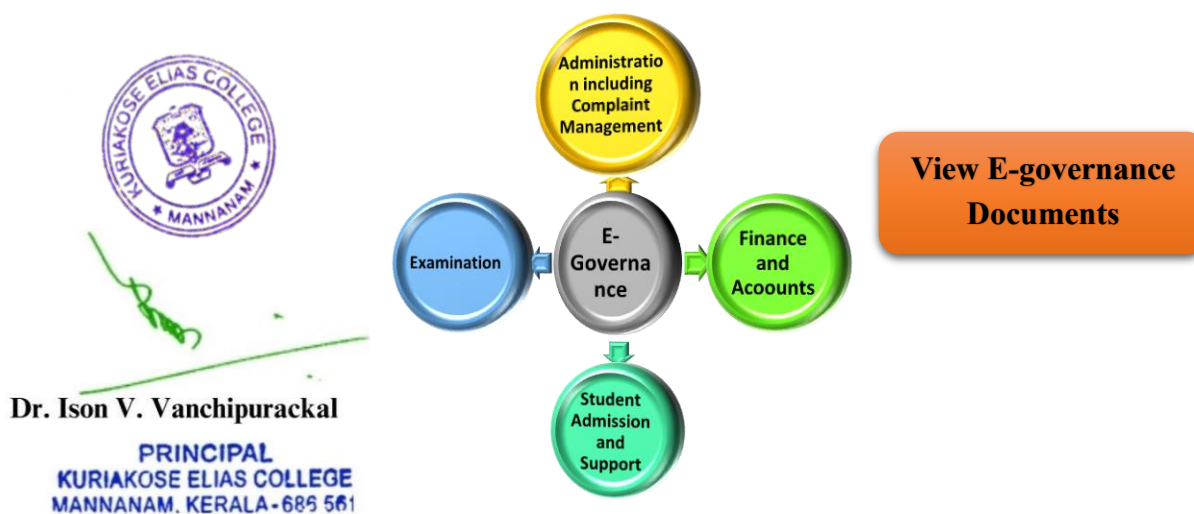 KURIAKOSE ELIAS COLLEGE
★ MANNANAM ★
Dr. Ison V. Vanchipurackal
PRINCIPAL
KURIAKOSE ELIAS COLLEGE
MANNANAM, KERALA-686 561
Administratio
n including
Complaint
Management
Examination
E-
Governa
nce
Finance
and
Acoounts
Student
Admission
and
Support
View E-governance
Documents